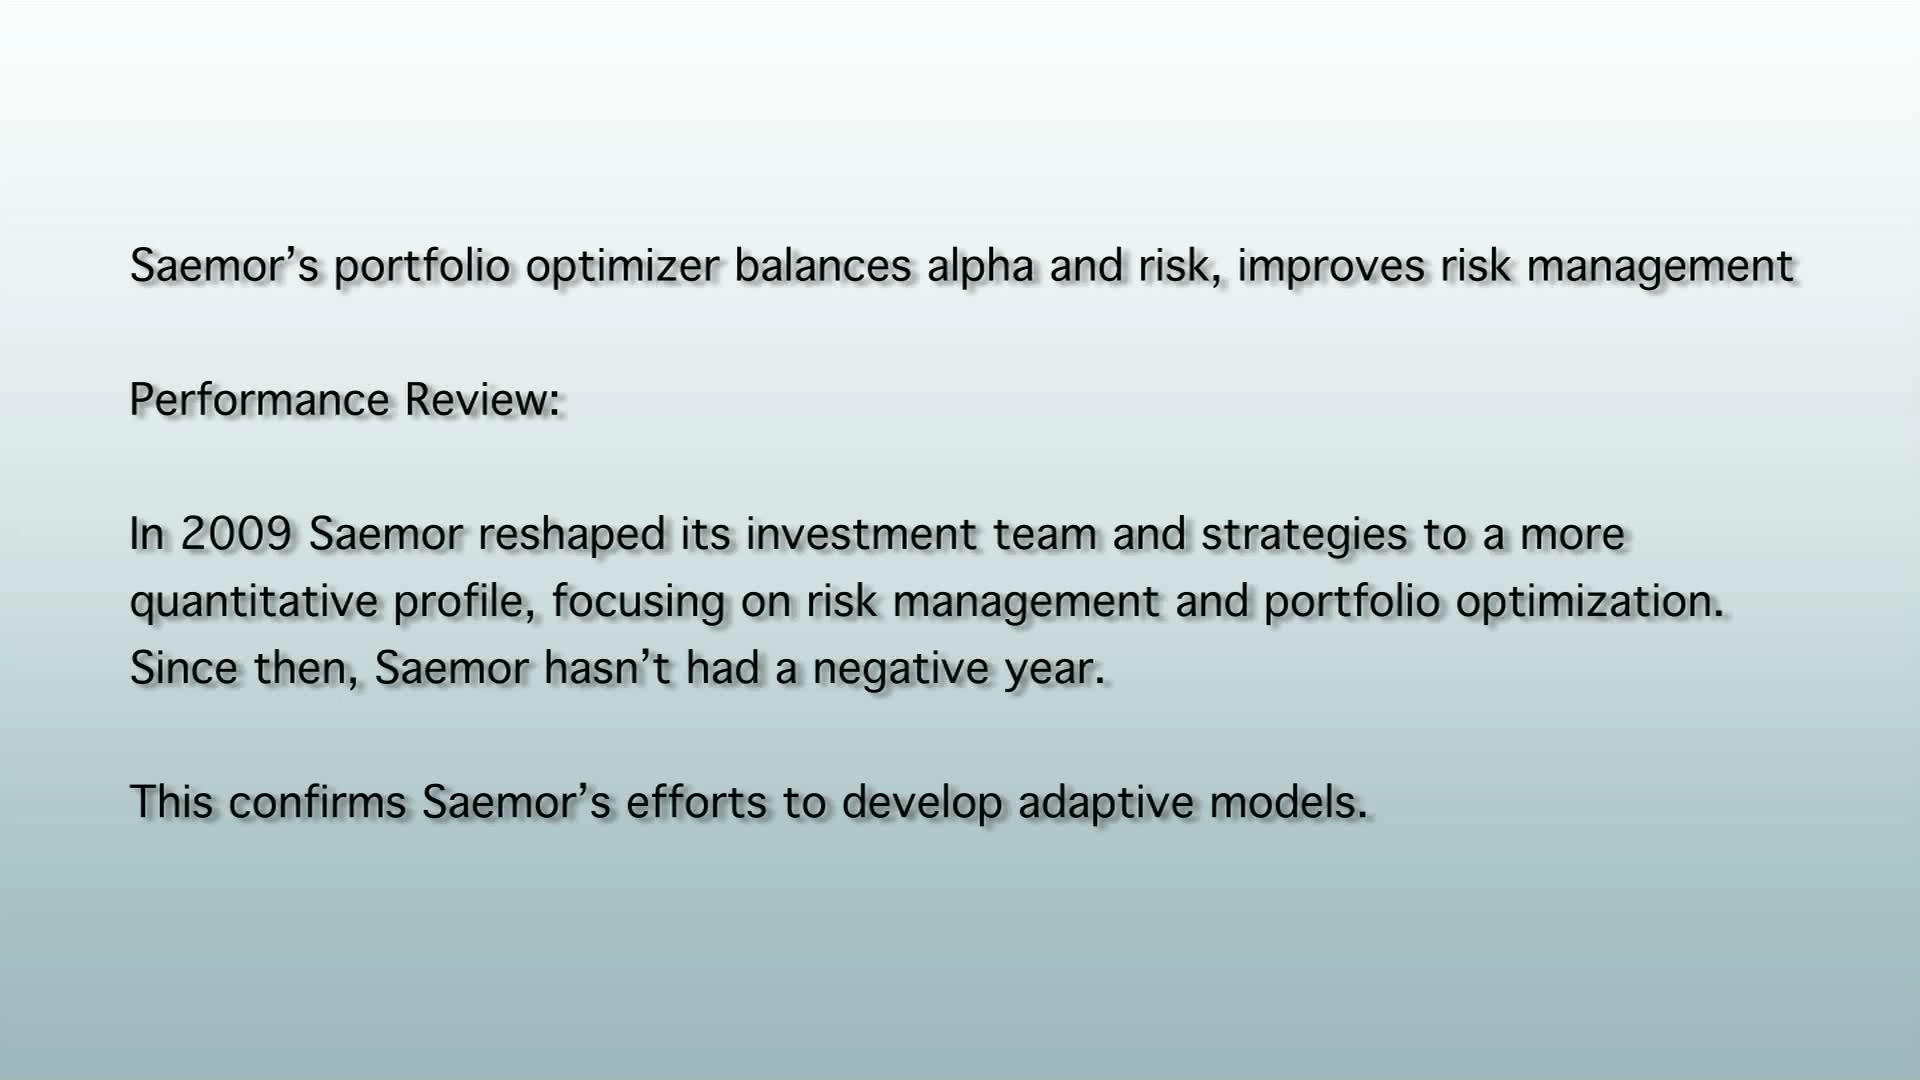 Saemor’s portfolio optimizer balances alpha and risk, improves risk management
Performance Review:
In 2009 Saemor reshaped its investment team and strategies to a more
quantitative profile, focusing on risk management and portfolio optimization.
Since then, Saemor hasn’t had a negative year.
This confirms Saemor’s efforts to develop adaptive models.